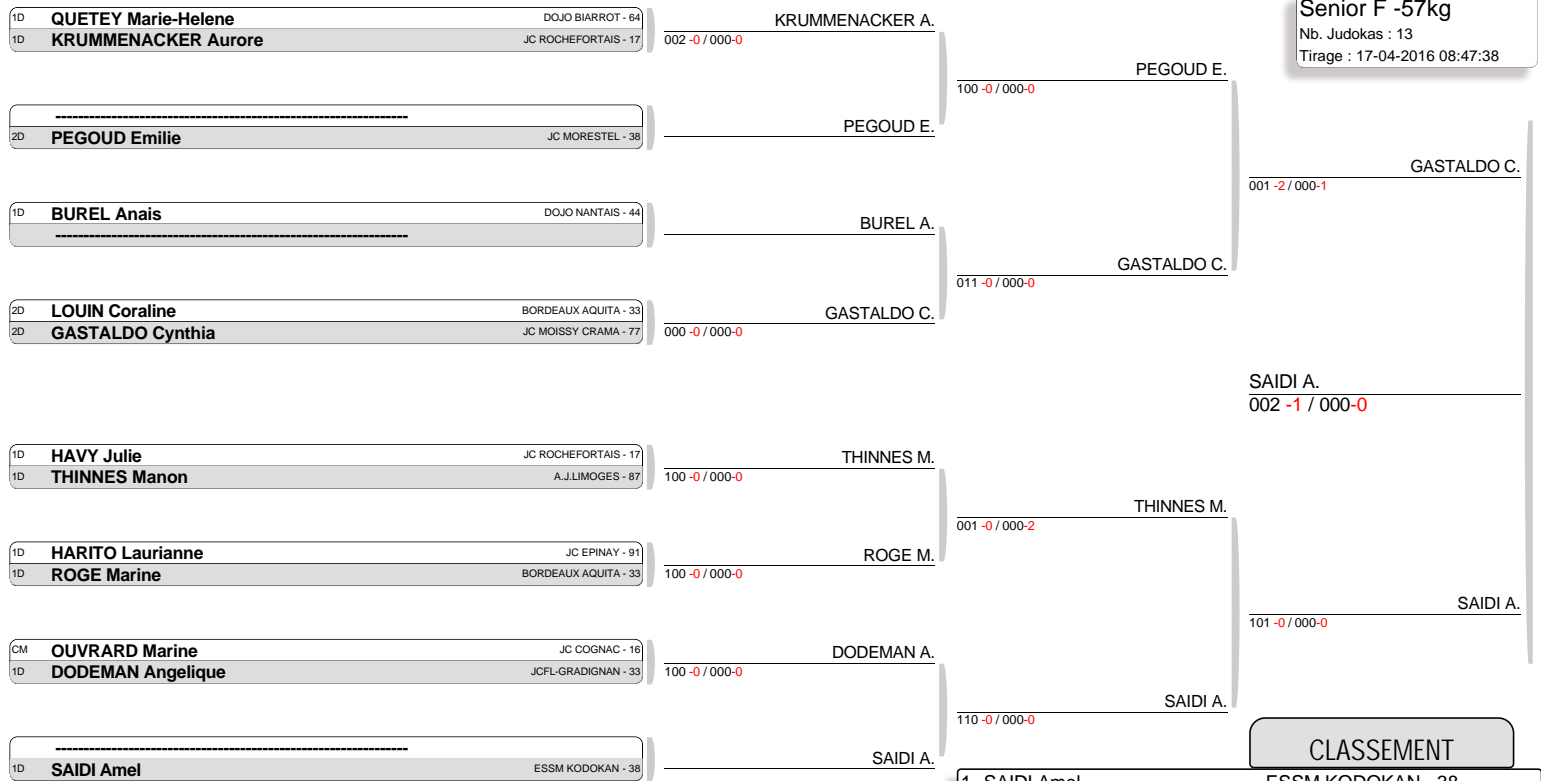 Senior F -57kg
Nb. Judokas : 13
Tirage : 17-04-2016 08:47:38
1D QUETEY Marie-Helene DOJO BIARROT - 64
1D KRUMMENACKER Aurore JC ROCHEFORTAIS - 17
KRUMMENACKER A.
002 -0 / 000-0
PEGOUD E.
100 -0 / 000-0
----------------------------------------------------------------
2D PEGOUD Emilie JC MORESTEL - 38
PEGOUD E.
GASTALDO C.
001 -2 / 000-1
1D BUREL Anais DOJO NANTAIS - 44
----------------------------------------------------------------
BUREL A.
GASTALDO C.
011 -0 / 000-0
2D LOUIN Coraline BORDEAUX AQUITA - 33
2D GASTALDO Cynthia JC MOISSY CRAMA - 77
GASTALDO C.
000 -0 / 000-0
SAIDI A.
002 -1 / 000-0
1D HAVY Julie JC ROCHEFORTAIS - 17
1D THINNES Manon A.J.LIMOGES - 87
THINNES M.
100 -0 / 000-0
THINNES M.
001 -0 / 000-2
1D HARITO Laurianne JC EPINAY - 91
1D ROGE Marine BORDEAUX AQUITA - 33
ROGE M.
100 -0 / 000-0
SAIDI A.
101 -0 / 000-0
CM OUVRARD Marine JC COGNAC - 16
1D DODEMAN Angelique JCFL-GRADIGNAN - 33
DODEMAN A.
100 -0 / 000-0
SAIDI A.
110 -0 / 000-0
----------------------------------------------------------------
1D SAIDI Amel ESSM KODOKAN - 38
SAIDI A.
CLASSEMENT
1 SAIDI Amel ESSM KODOKAN - 38